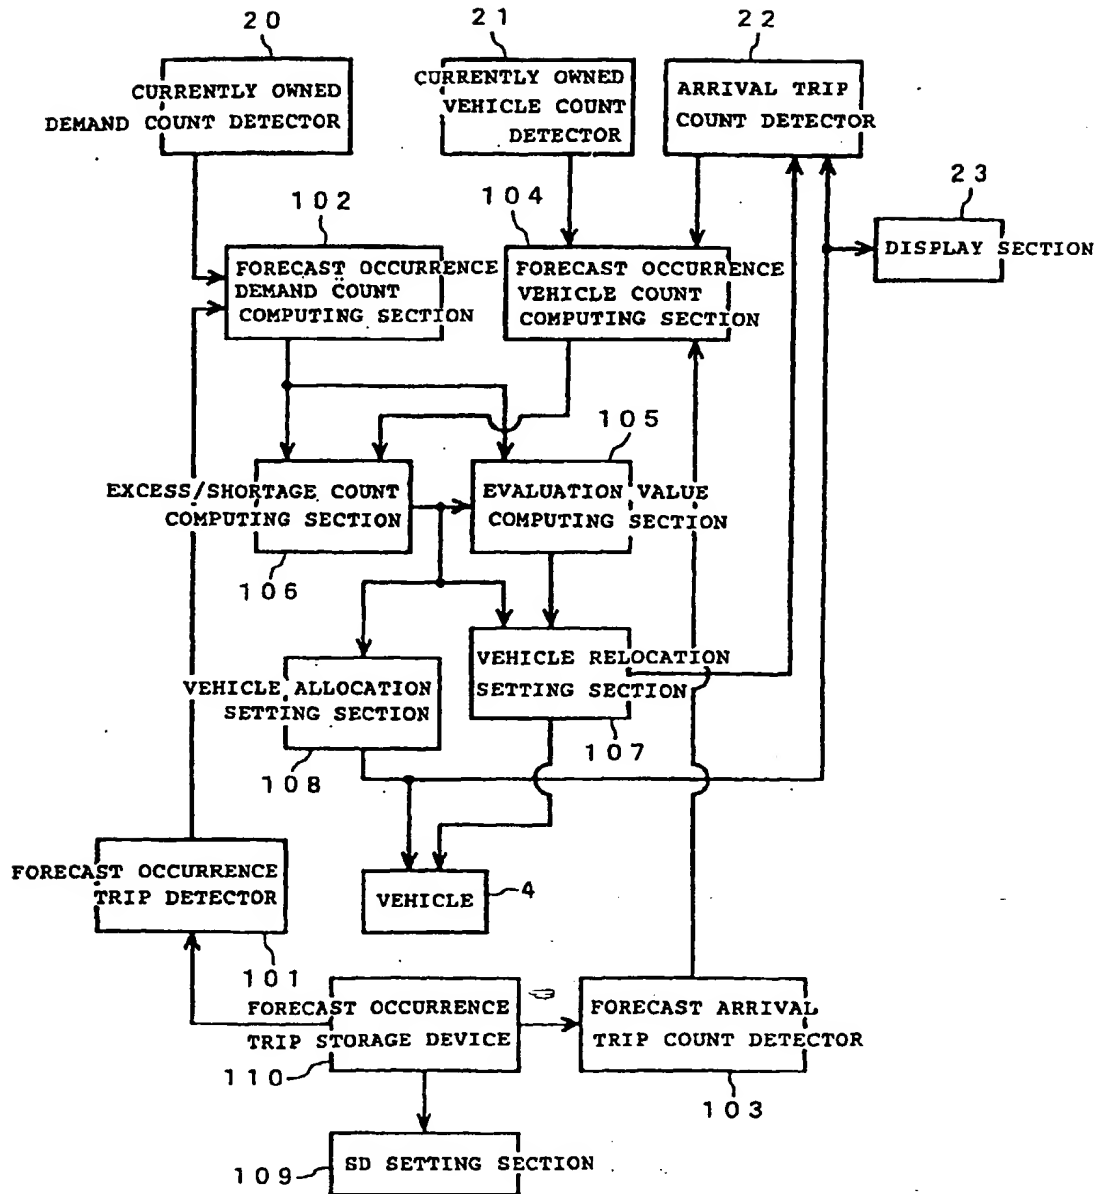 20
21
22
CURRENTLY OWNED
DEMAND COUNT DETECTOR
CURRENTLY OWNED
VEHICLE COUNT
DETECTOR
ARRIVAL TRIP
COUNT DETECTOR
23
DISPLAY SECTION
102
104
FORECAST OCCURRENCE
DEMAND COUNT
COMPUTING SECTION
FORECAST OCCURRENCE
VEHICLE COUNT
COMPUTING SECTION
105
EXCESS/SHORTAGE COUNT
COMPUTING SECTION
EVALUATION VALUE
COMPUTING SECTION
106
VEHICLE ALLOCATION
SETTING SECTION
VEHICLE RELOCATION
SETTING SECTION
108
107
FORECAST OCCURRENCE
TRIP DETECTOR
VEHICLE
4
101
FORECAST OCCURRENCE
TRIP STORAGE DEVICE
FORECAST ARRIVAL
TRIP COUNT DETECTOR
110
103
SD SETTING SECTION
109